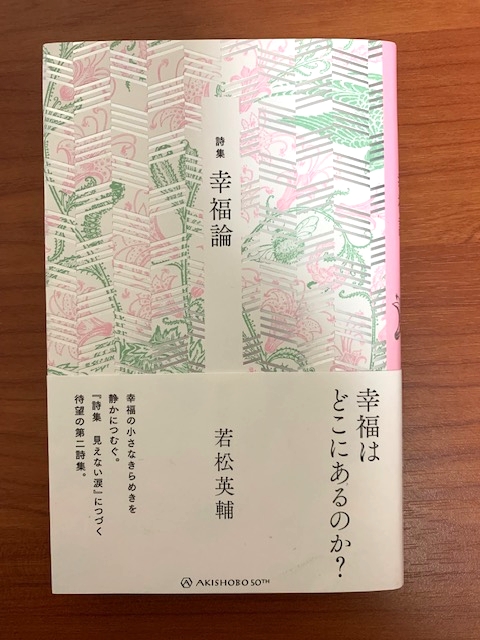 詩集
幸福論
若松英輔
幸福は
どこにあるのか?
幸福の小さなきらめきを
静かにつむぐ。
『詩集 見えない涙』につづく
待望の第二詩集。
AKISHOBO 50TH